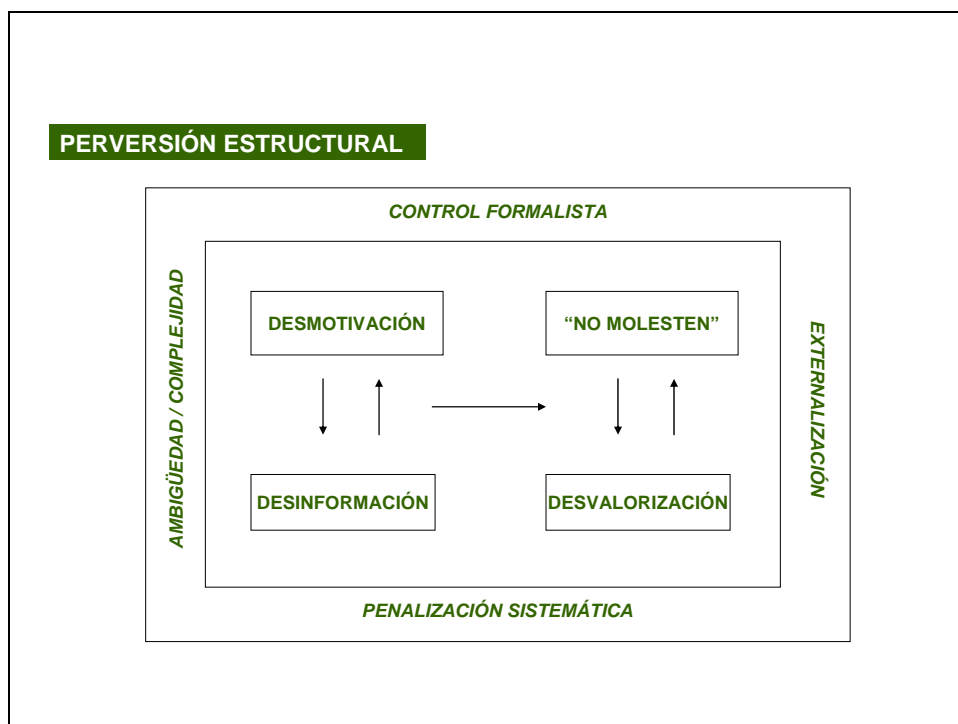 PERVERSIÓN ESTRUCTURAL
CONTROL FORMALISTA
AMBIGÜEDAD / COMPLEJIDAD
DESMOTIVACIÓN
“NO MOLESTEN”
EXTERNALIZACIÓN
DESINFORMACIÓN
DESVALORIZACIÓN
PENALIZACIÓN SISTEMÁTICA